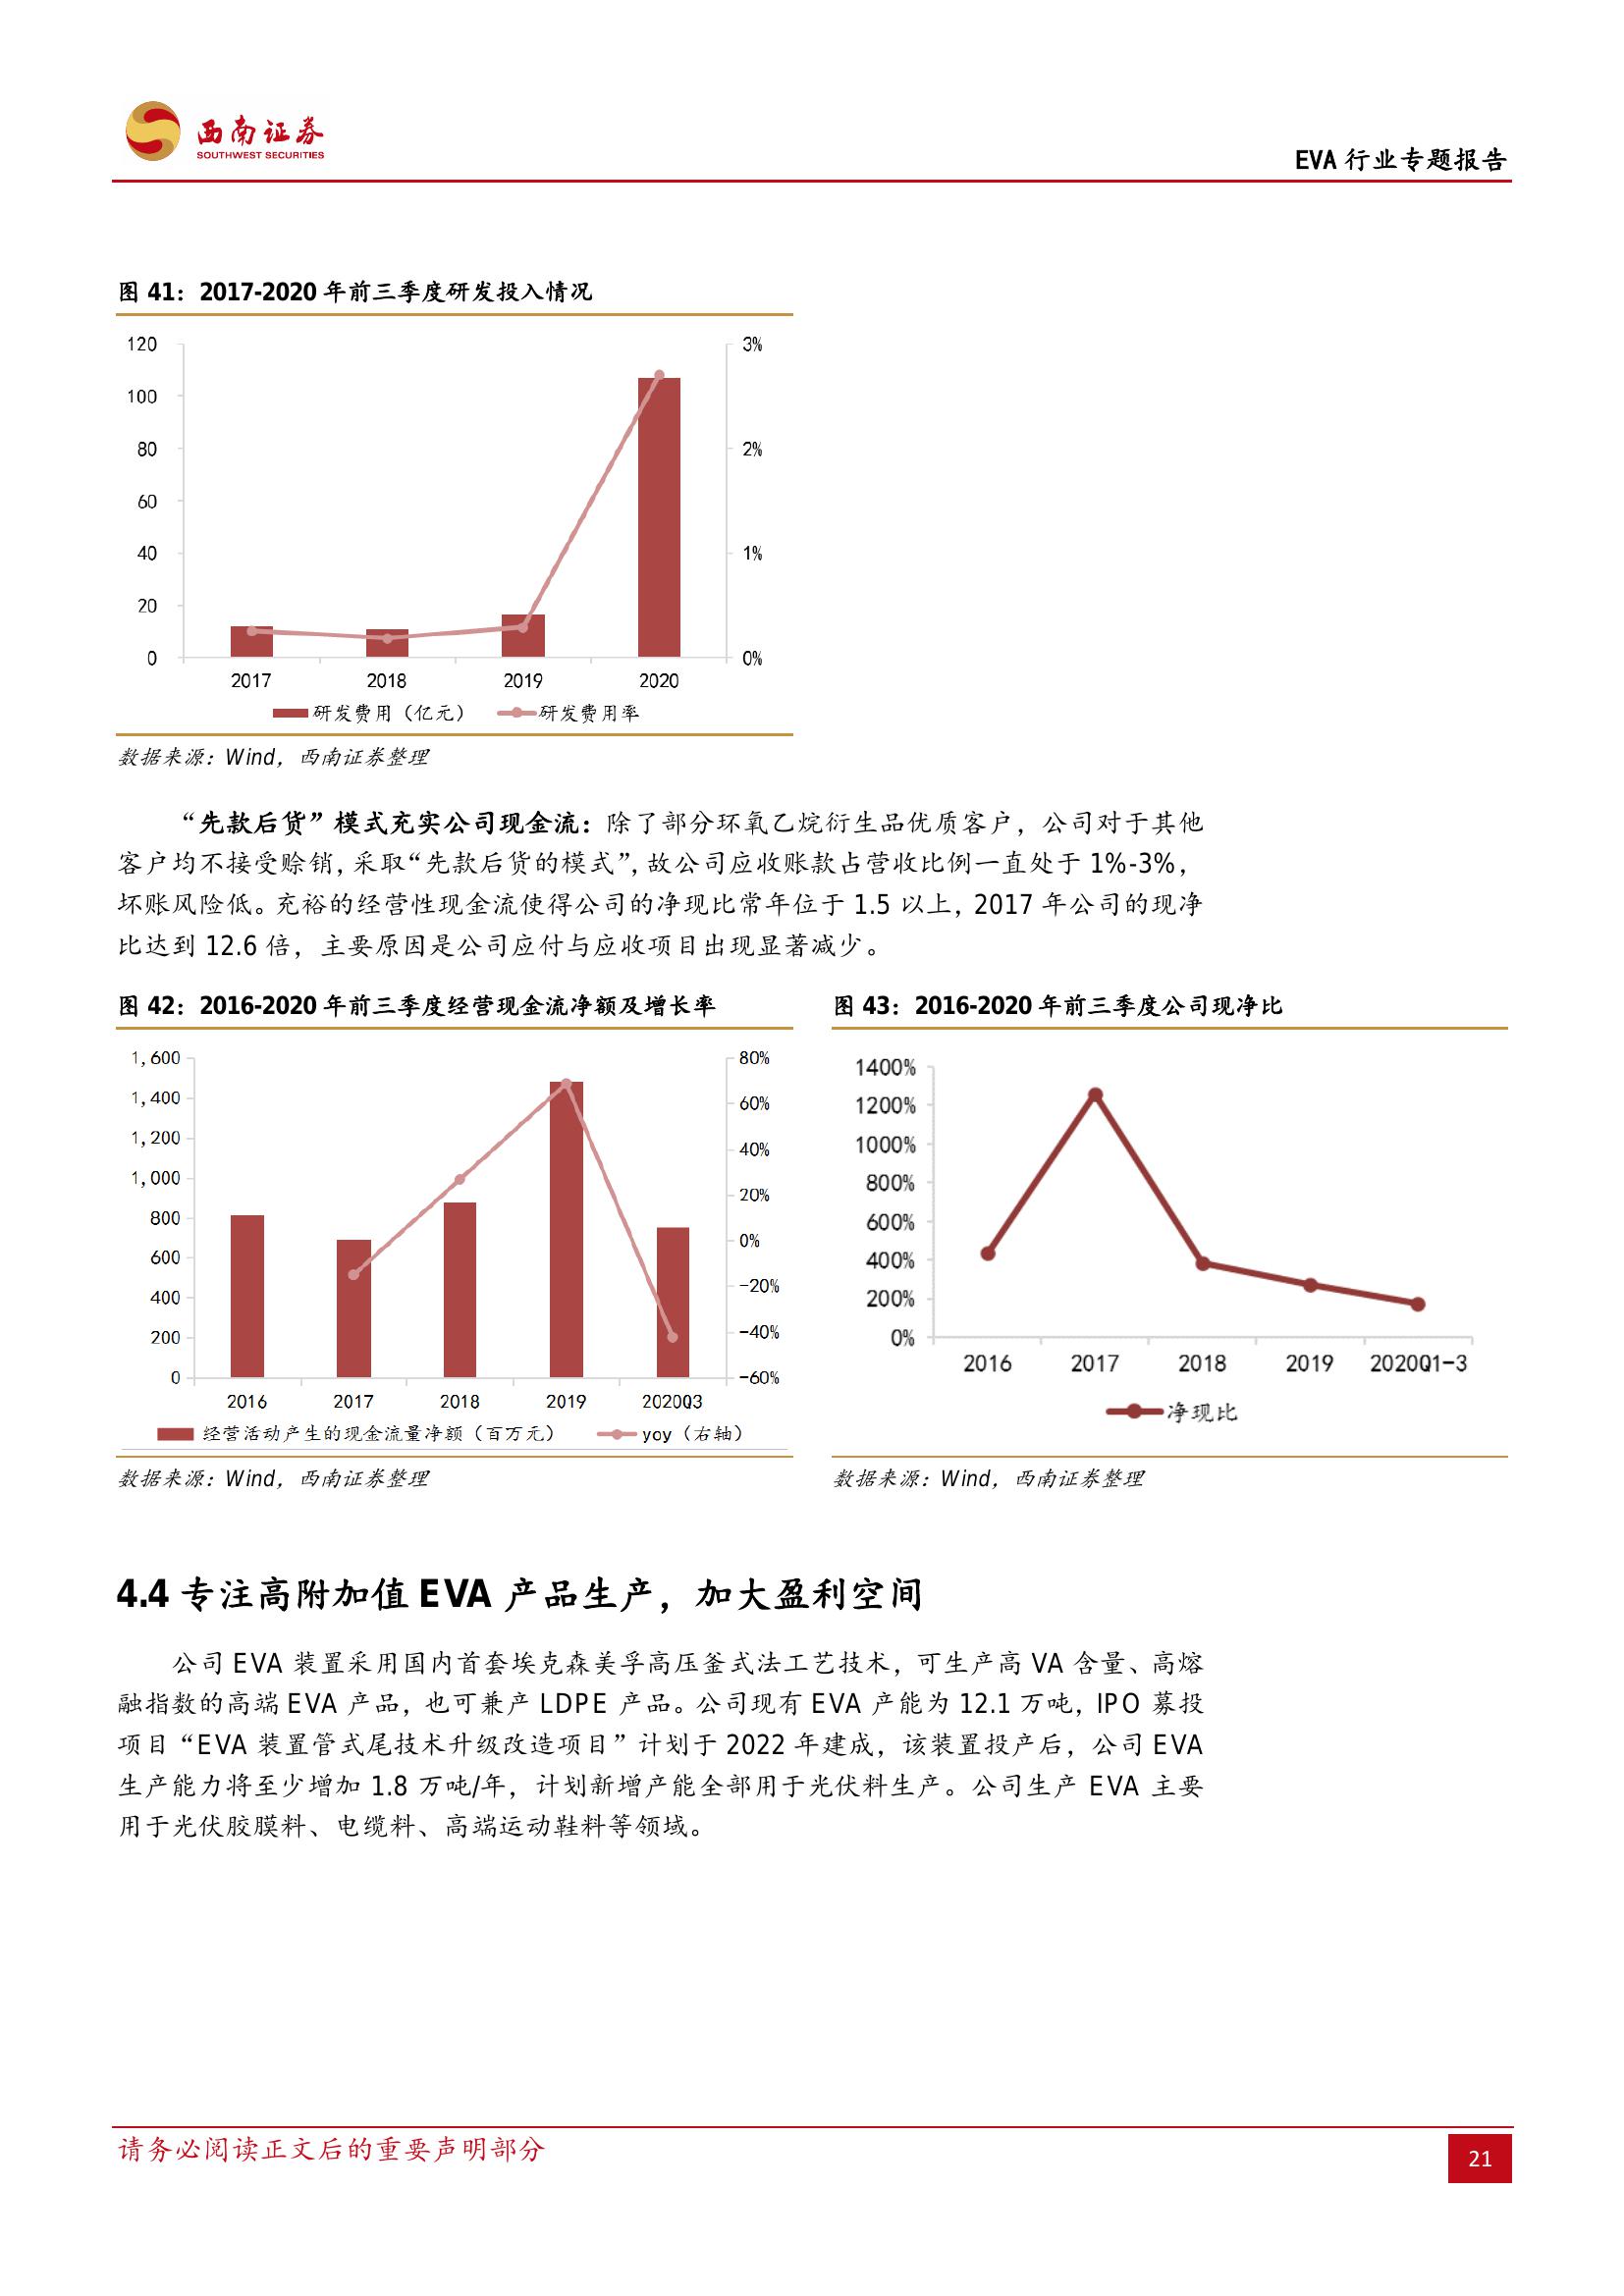 西南证券
SOUTHWEST SECURITIES
EVA 行业专题报告
图 41：2017-2020 年前三季度研发投入情况
120
100
80
60
40
20
0
3%
2%
1%
0%
2017 2018 2019 2020
研发费用（亿元） 研发费用率
数据来源：Wind，西南证券整理
“先款后货”模式充实公司现金流：除了部分环氧乙烷衍生品优质客户，公司对于其他
客户均不接受赊销，采取“先款后货的模式”，故公司应收账款占营收比例一直处于 1%-3%，
坏账风险低。充裕的经营性现金流使得公司的净现比常年位于 1.5 以上，2017 年公司的现净
比达到 12.6 倍，主要原因是公司应付与应收项目出现显著减少。
图 42：2016-2020 年前三季度经营现金流净额及增长率
1,600
1,400
1,200
1,000
800
600
400
200
0
80%
60%
40%
20%
0%
-20%
-40%
-60%
2016 2017 2018 2019 2020Q3
经营活动产生的现金流量净额（百万元） yoy（右轴）
数据来源：Wind，西南证券整理
图 43：2016-2020 年前三季度公司现净比
1400%
1200%
1000%
800%
600%
400%
200%
0%
2016 2017 2018 2019 2020Q1-3
净现比
数据来源：Wind，西南证券整理
4.4 专注高附加值 EVA 产品生产，加大盈利空间
公司 EVA 装置采用国内首套埃克森美孚高压釜式法工艺技术，可生产高 VA 含量、高熔
融指数的高端 EVA 产品，也可兼产 LDPE 产品。公司现有 EVA 产能为 12.1 万吨，IPO 募投
项目“EVA 装置管式尾技术升级改造项目”计划于 2022 年建成，该装置投产后，公司 EVA
生产能力将至少增加 1.8 万吨/年，计划新增产能全部用于光伏料生产。公司生产 EVA 主要
用于光伏胶膜料、电缆料、高端运动鞋料等领域。
请务必阅读正文后的重要声明部分
21